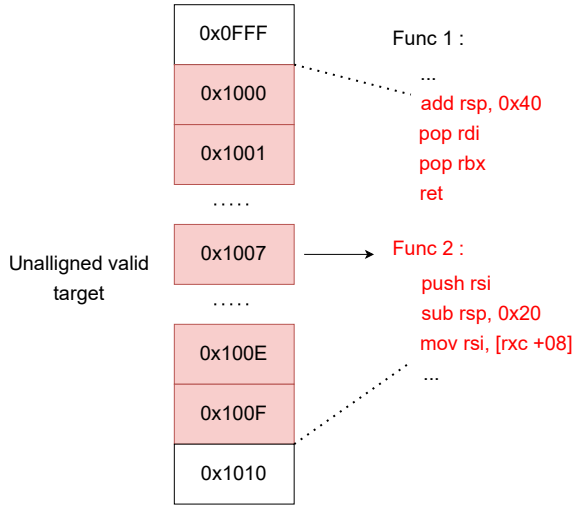 0x0FFF
0x1000
0x1001
.....
0x1007
.....
0x100E
0x100F
0x1010
Unaligned valid
target
Func 1 :
...
add rsp, 0x40
pop rdi
pop rbx
ret
Func 2 :
push rsi
sub rsp, 0x20
mov rsi, [rxc +08]
...